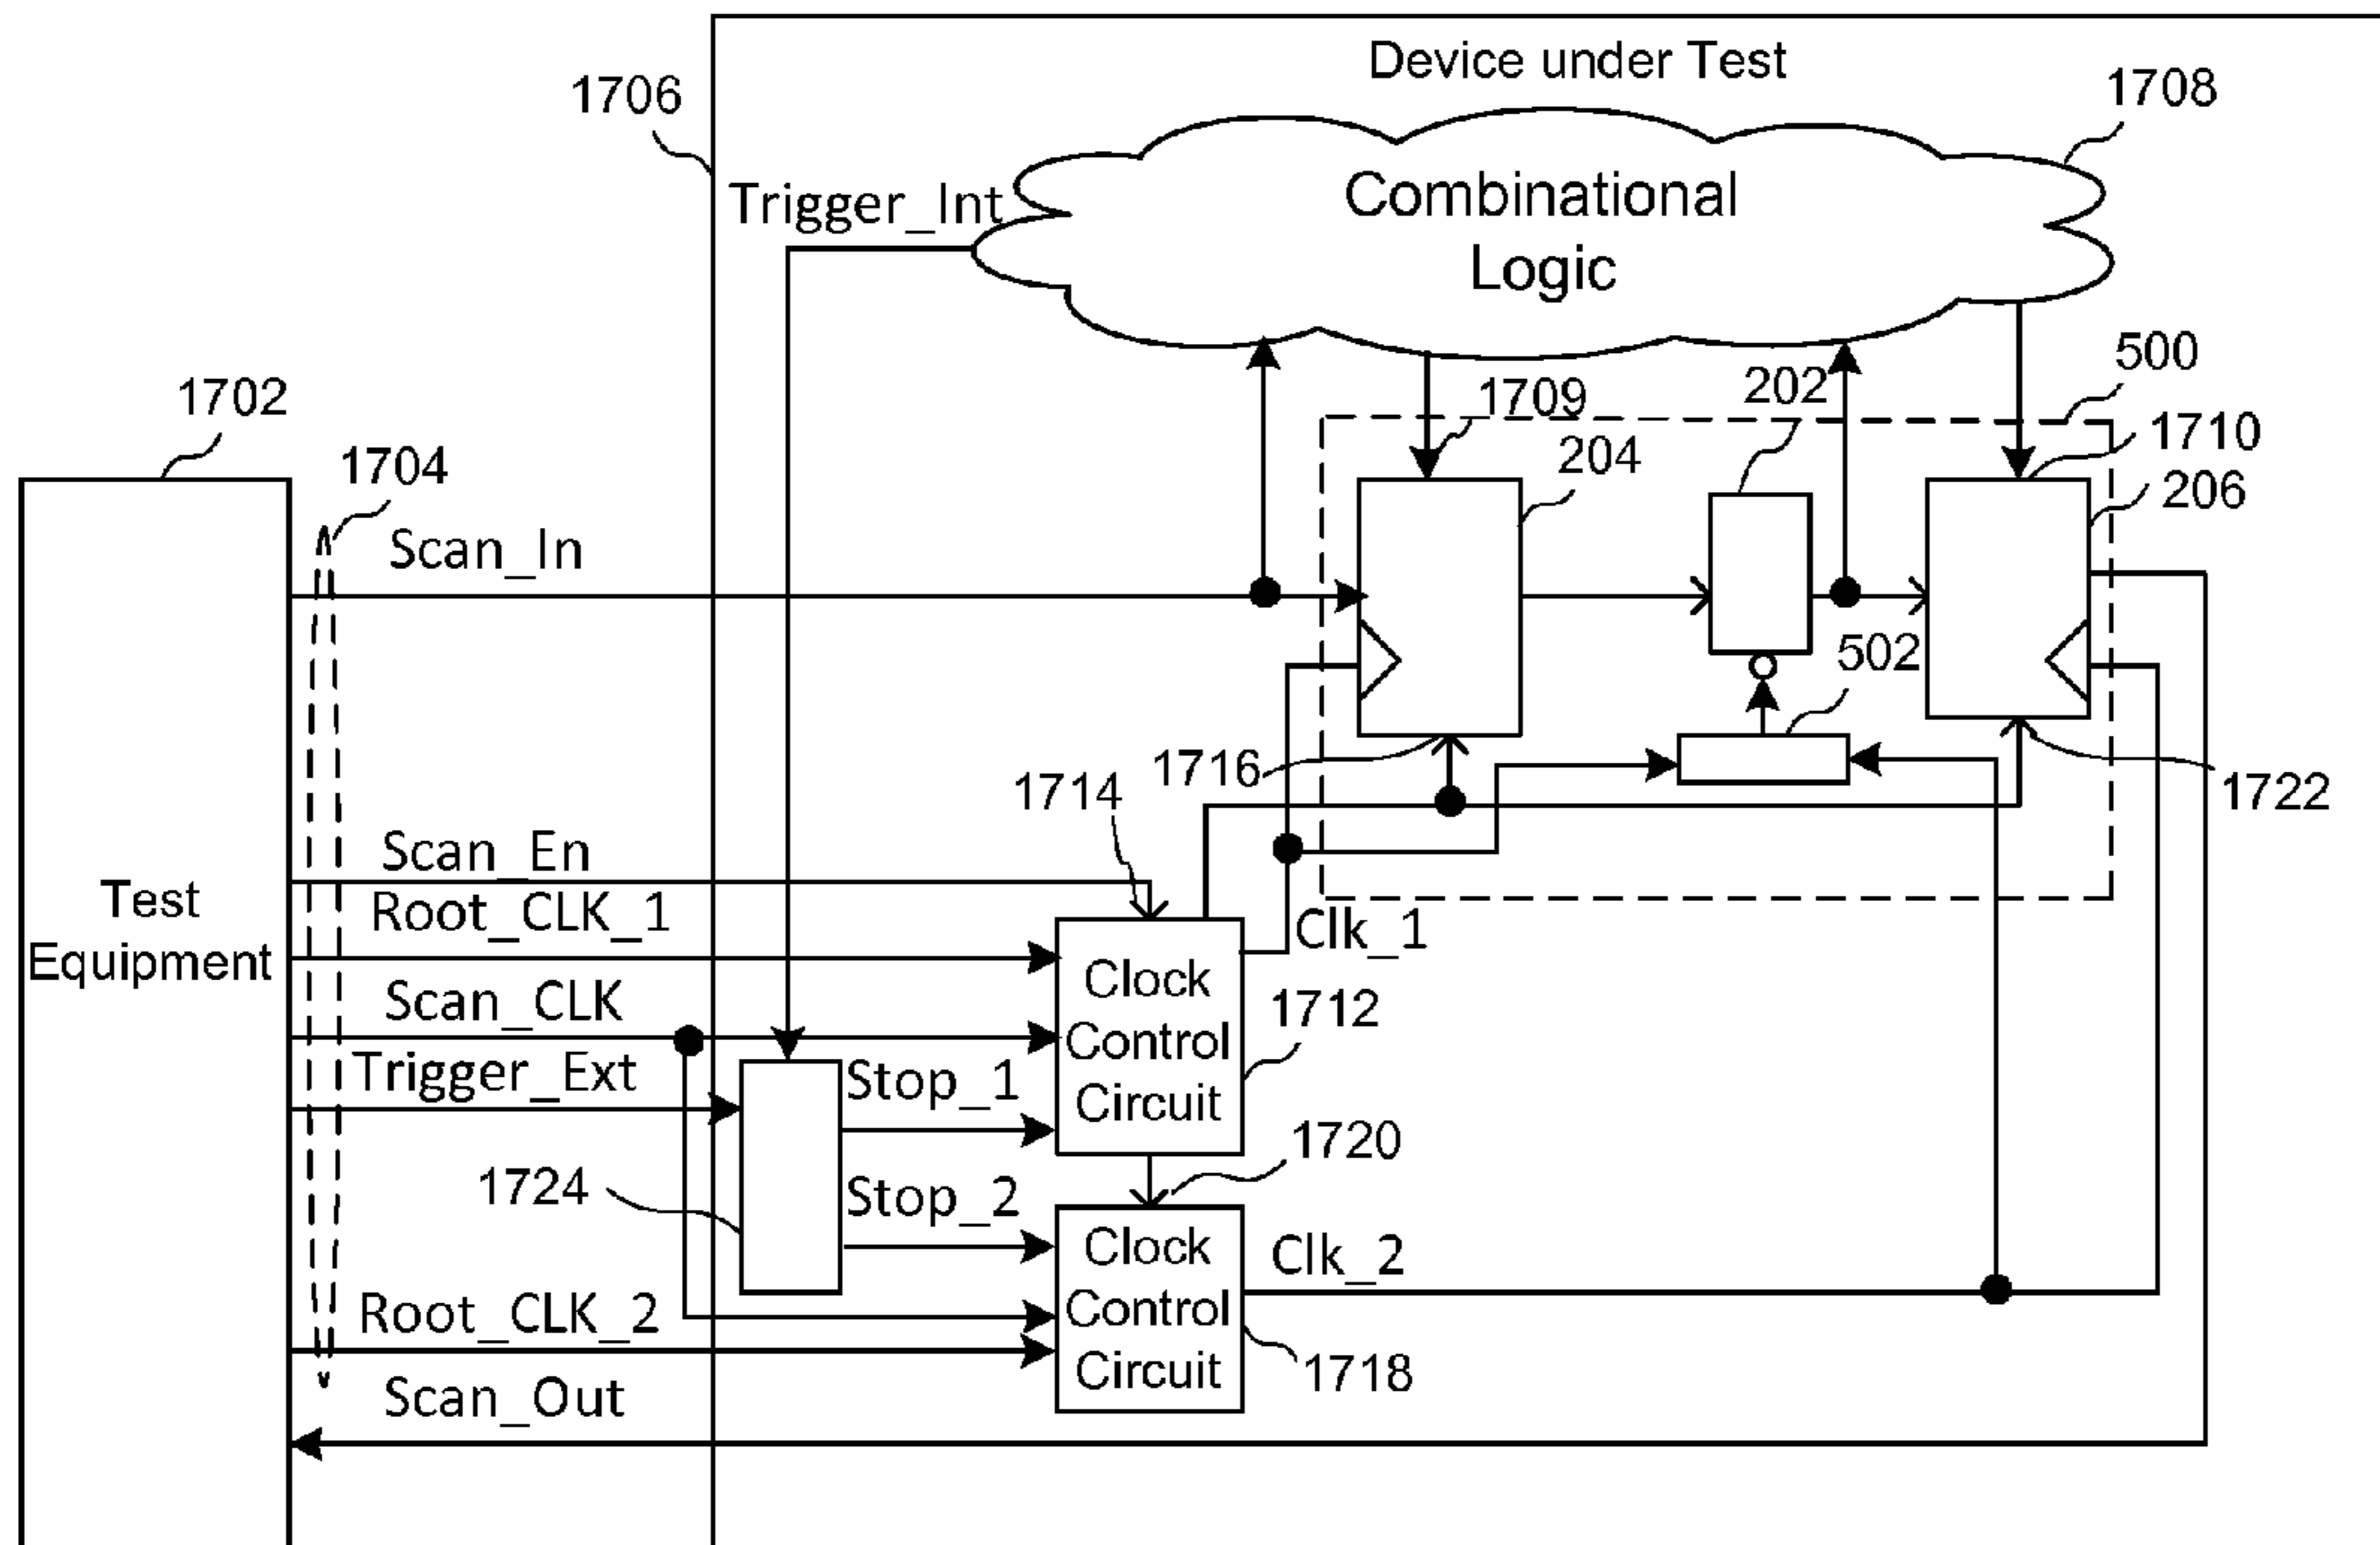 Device under Test
1706
1708
Trigger_Int
Combinational
Logic
500
1702
1709
202
1704
204
1710
206
Scan_In
502
1716
1714
1722
Scan_En
Test
Equipment
Root_CLK_1
Clk_1
Scan_CLK
Clock
Control
Circuit
1712
Trigger_Ext
Stop_1
1720
1724
Stop_2
Clock
Control
Circuit
Clk_2
Root_CLK_2
1718
Scan_Out